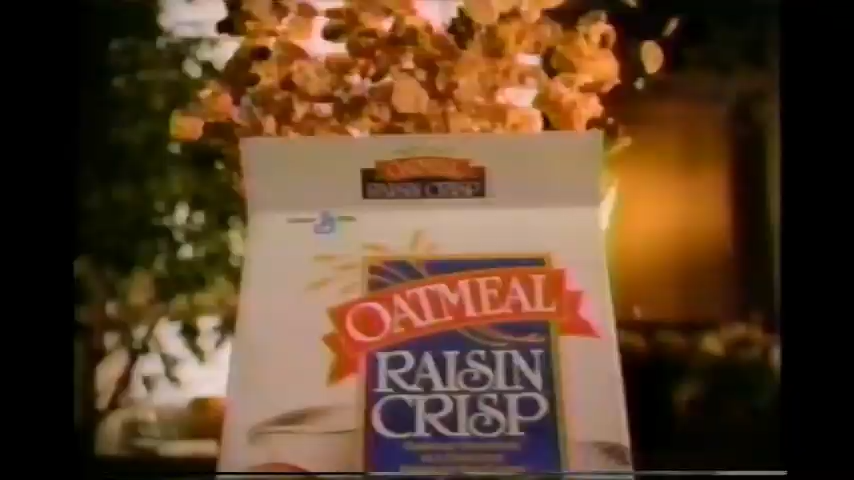 OATMEAL
RAISIN CRISP
OATMEAL
RAISIN
CRISP